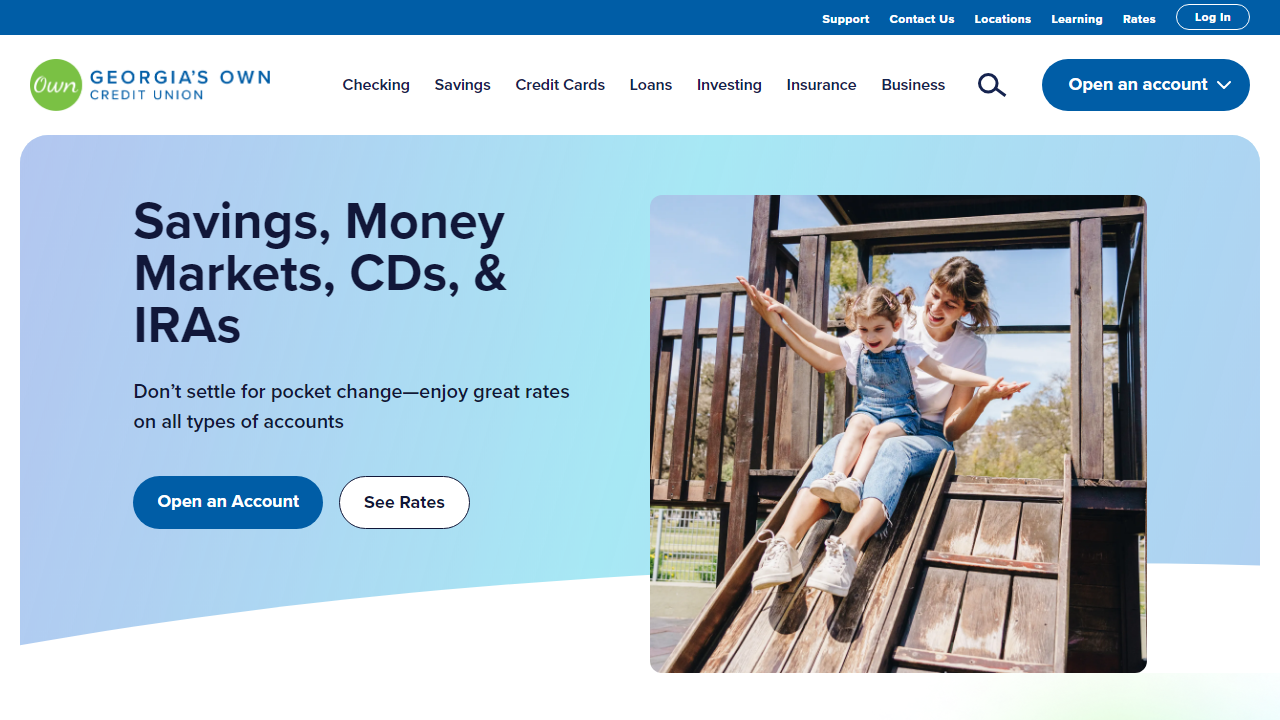 Support Contact Us Locations Learning Rates Log In
Own GEORGIA'S OWN
CREDIT UNION
Checking Savings Credit Cards Loans Investing Insurance Business Open an account
Savings, Money
Markets, CDs, &
IRAs
Don’t settle for pocket change—enjoy great rates
on all types of accounts
Open an Account See Rates